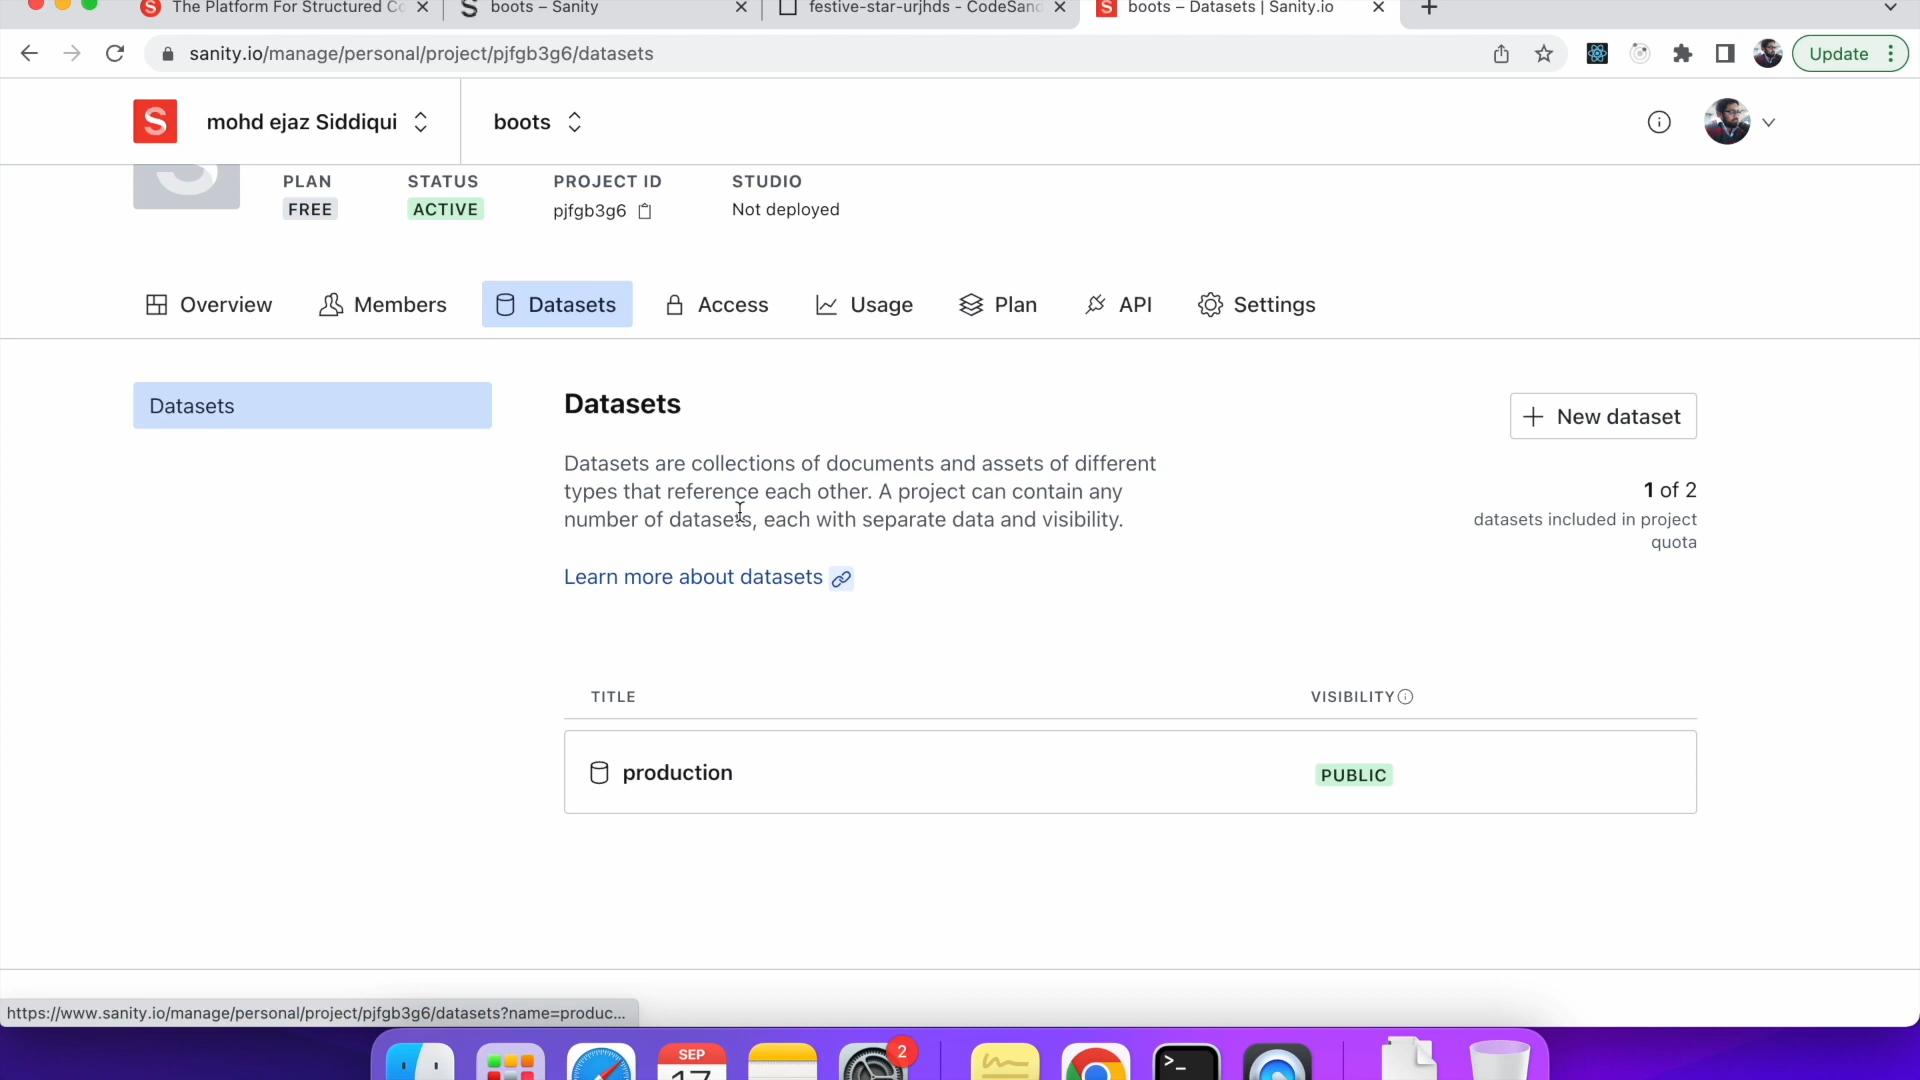 The Platform For Structured Co
boots – Sanity
festive-star-urjhds - CodeSand
boots – Datasets | Sanity.io
sanity.io/manage/personal/project/pjfgb3g6/datasets
Update
S
mohd ejaz Siddiqui
boots
PLAN
STATUS
PROJECT ID
STUDIO
FREE
ACTIVE
pjfgb3g6
Not deployed
Overview
Members
Datasets
Access
Usage
Plan
API
Settings
Datasets
Datasets
New dataset
Datasets are collections of documents and assets of different
types that reference each other. A project can contain any
number of datasets, each with separate data and visibility.
1 of 2
datasets included in project
quota
Learn more about datasets
TITLE
VISIBILITY
production
PUBLIC
https://www.sanity.io/manage/personal/project/pjfgb3g6/datasets?name=produc...
SEP
17
2